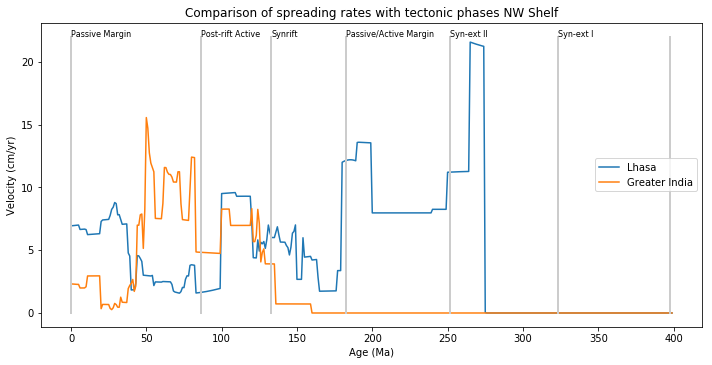 Comparison of spreading rates with tectonic phases NW Shelf
Passive Margin Post-rift Active Synrift Passive/Active Margin Syn-ext II Syn-ext I
20
15
10
5
0
Velocity (cm/yr)
Lhasa
Greater India
0 50 100 150 200 250 300 350 400
Age (Ma)